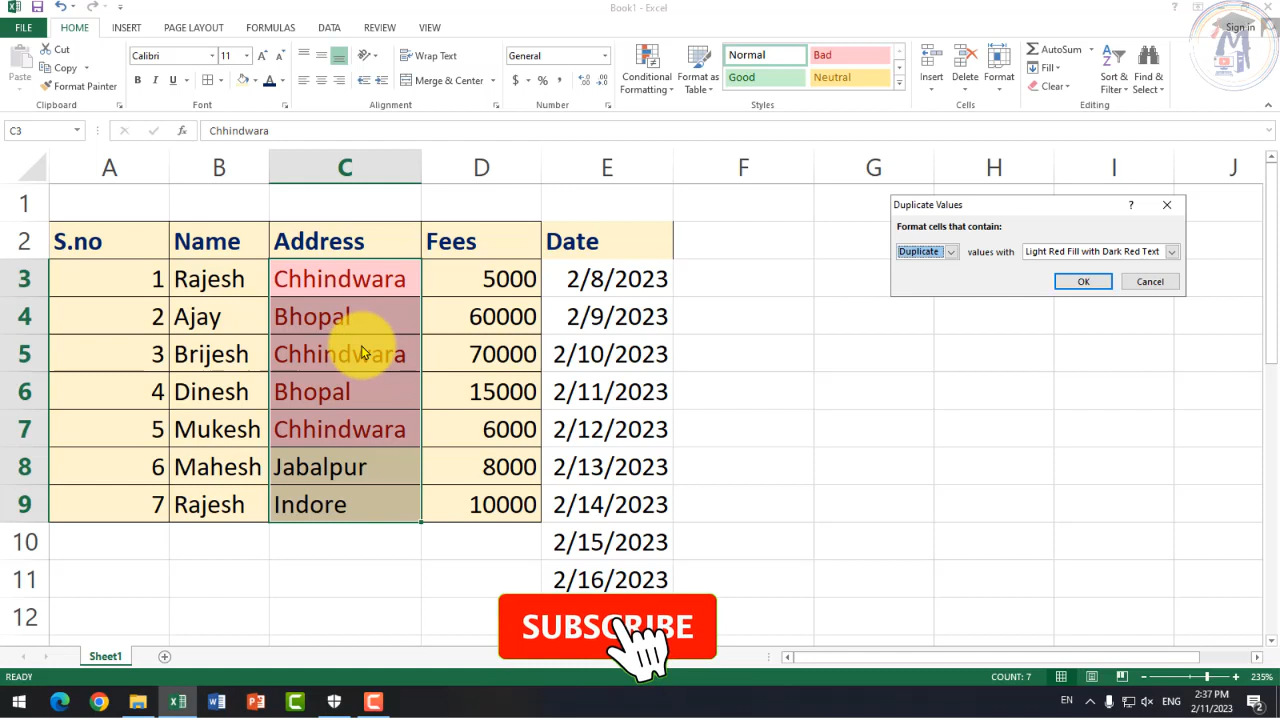 Book1 - Excel
Sign in
FILE HOME INSERT PAGE LAYOUT FORMULAS DATA REVIEW VIEW
Paste
Cut
Copy
Format Painter
Clipboard
Calibri 11
B I U
Font
Wrap Text
Merge & Center
Alignment
General
$ % ,
Number
Conditional Formatting
Format as Table
Normal Bad
Good Neutral
Styles
Insert Delete Format
Cells
AutoSum
Fill
Clear
Sort & Filter
Find & Select
Editing
C3 fx Chhindwara
A B C D E F G H I J
1
2 S.no Name Address Fees Date
3 1 Rajesh Chhindwara 5000 2/8/2023
4 2 Ajay Bhopal 60000 2/9/2023
5 3 Brijesh Chhindwara 70000 2/10/2023
6 4 Dinesh Bhopal 15000 2/11/2023
7 5 Mukesh Chhindwara 6000 2/12/2023
8 6 Mahesh Jabalpur 8000 2/13/2023
9 7 Rajesh Indore 10000 2/14/2023
10 2/15/2023
11 2/16/2023
12
Duplicate Values ?
Format cells that contain:
Duplicate values with Light Red Fill with Dark Red Text
OK Cancel
SUBSCRIBE
Sheet1
READY COUNT: 7 235%
EN ENG 2:37 PM
2/11/2023 2